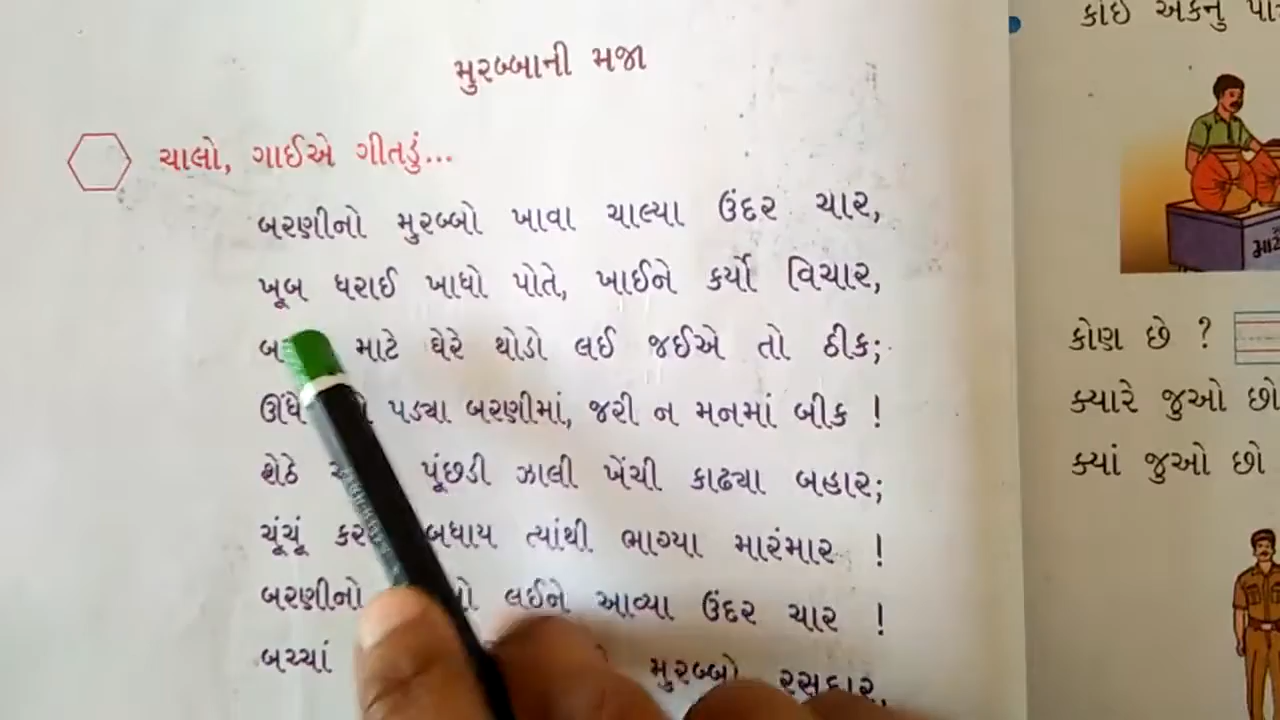 મુરબ્બાની મજા
ચાલો, ગાઈએ ગીતડું...
બરણીનો મુરબ્બો ખાવા ચાલ્યા ઉંદર ચાર,
ખૂબ ધરાઈ ખાધો પોતે, ખાઈને કર્યો વિચાર,
માટે ઘેરે થોડો લઈ જઈએ તો ઠીક;
પડ્યા બરણીમાં, જરી ન મનમાં બીક !
શેઠે પૂંછડી ઝાલી ખેંચી કાઢ્યા બહાર;
ચૂંચૂં બધાય ત્યાંથી ભાગ્યા મારંમાર !
બરણીનો લઈને આવ્યા ઉંદર ચાર !
બચ્ચાં મુરબ્બો રસદાર,
કોણ છે ?
ક્યારે જુઓ છો
ક્યાં જુઓ છો